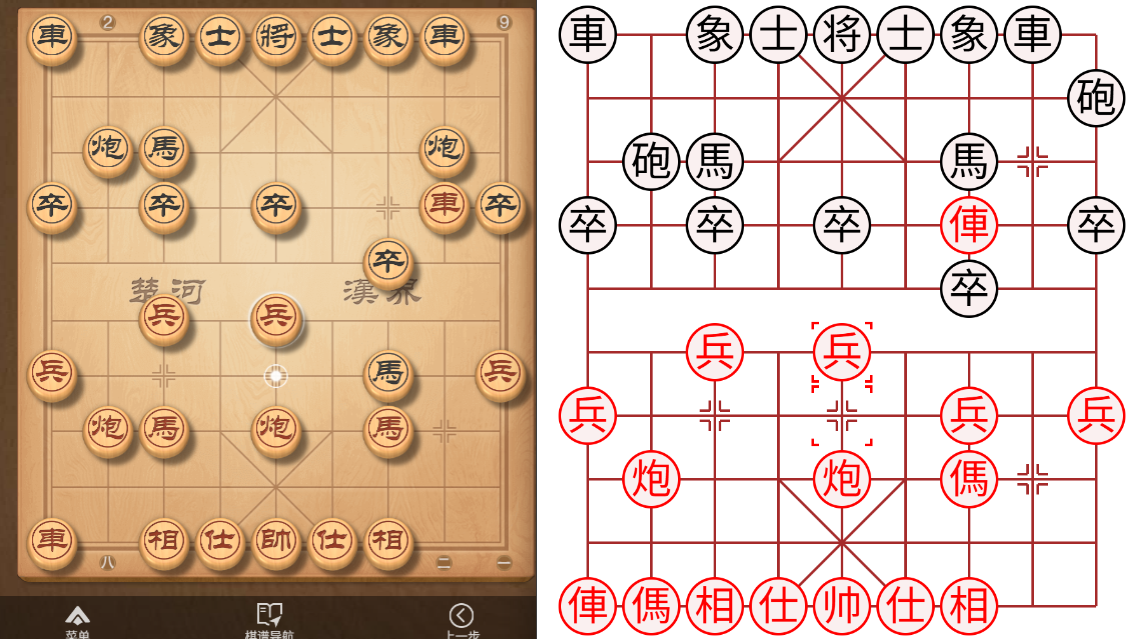 2 9
車 象 士 将 士 象 車
炮 馬 炮
卒 卒 卒 車 卒
卒
楚河 漢界
兵 兵
兵 馬 兵
炮 馬 炮 馬
車 相 仕 帥 仕 相
八 二 一
菜单 棋谱导航 上一步
車 象 士 将 士 象 車
砲
砲 馬 馬
卒 卒 卒 俥 卒
卒
兵 兵
兵 兵 兵
炮 炮 傌
俥 傌 相 仕 帅 仕 相